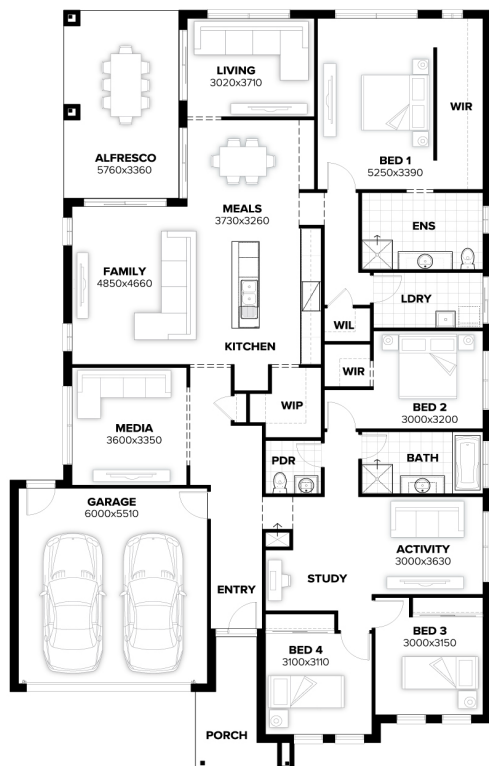 LIVING
3020x3710
WIR
BED 1
5250x3390
ALFRESCO
5760x3360
MEALS
3730x3260
ENS
FAMILY
4850x4660
LDRY
WIL
KITCHEN
WIR
BED 2
3000x3200
WIP
MEDIA
3600x3350
PDR
BATH
GARAGE
6000x5510
ACTIVITY
3000x3630
STUDY
ENTRY
BED 3
3000x3150
BED 4
3100x3110
PORCH